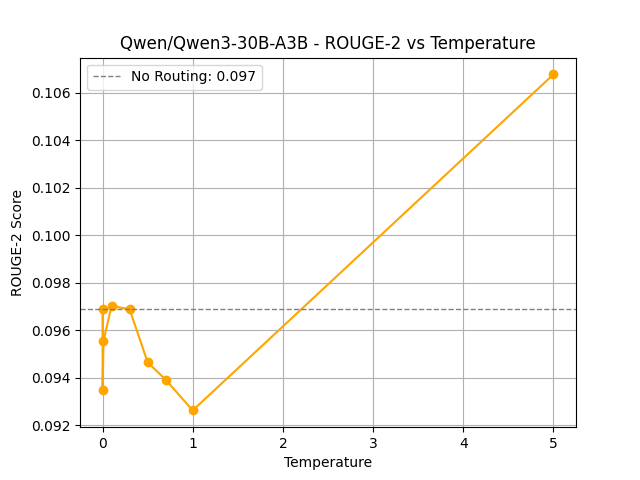 Qwen/Qwen3-30B-A3B - ROUGE-2 vs Temperature
No Routing: 0.097
0.106
0.104
0.102
0.100
0.098
0.096
0.094
0.092
ROUGE-2 Score
0 1 2 3 4 5
Temperature